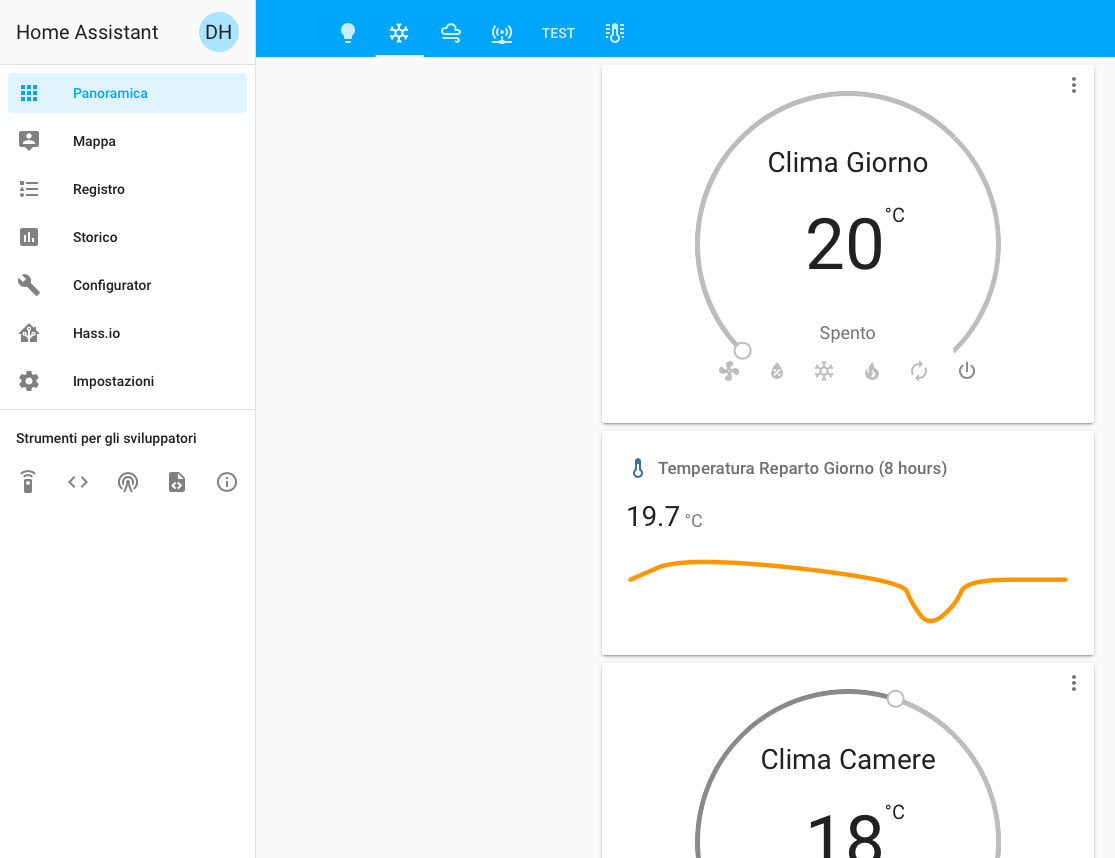 Home Assistant
DH
TEST
Panoramica
Mappa
Registro
Storico
Configurator
Hass.io
Impostazioni
Strumenti per gli sviluppatori
Clima Giorno
20 °C
Spento
Temperatura Reparto Giorno (8 hours)
19.7 °C
Clima Camere
18 °C